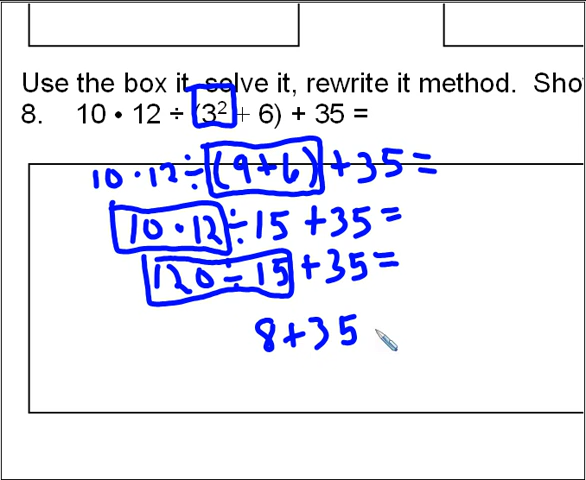 Use the box it, solve it, rewrite it method. Sho
8. 10 • 12 ÷ (3² + 6) + 35 =
10 · 12 ÷ (9+6) + 35 =
10 · 12 ÷ 15 + 35 =
120 ÷ 15 + 35 =
8 + 35